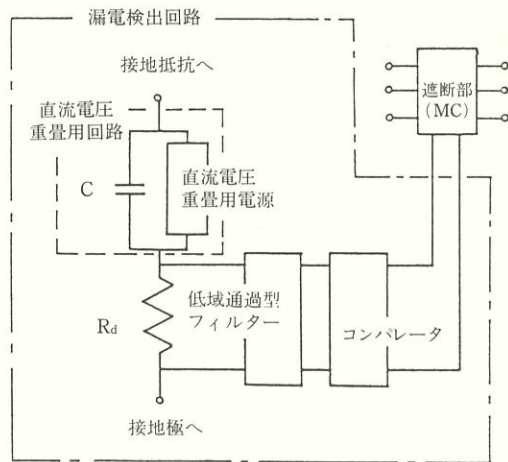 漏電検出回路
接地抵抗へ
直流電圧
重畳用回路
C
直流電圧
重畳用電源
遮断部
(MC)
Rd
低域通過型
フィルター
コンパレータ
接地極へ